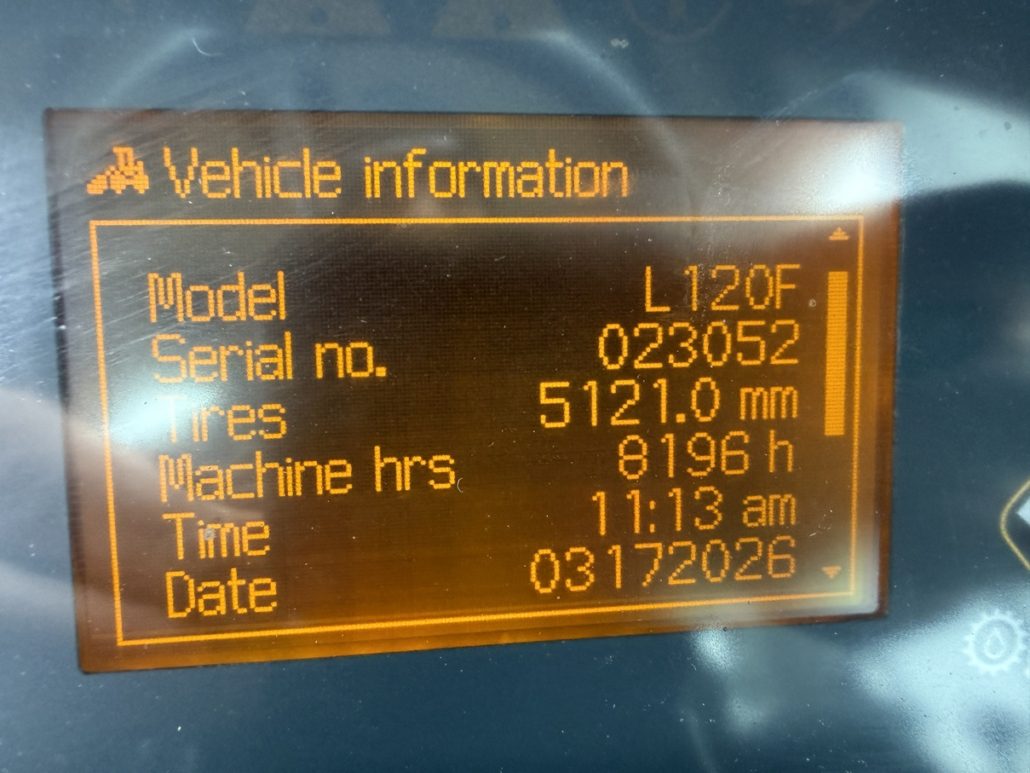 Vehicle information
Model L120F
Serial no. 023052
Tires 5121.0 mm
Machine hrs 8196 h
Time 11:13 am
Date 03172026